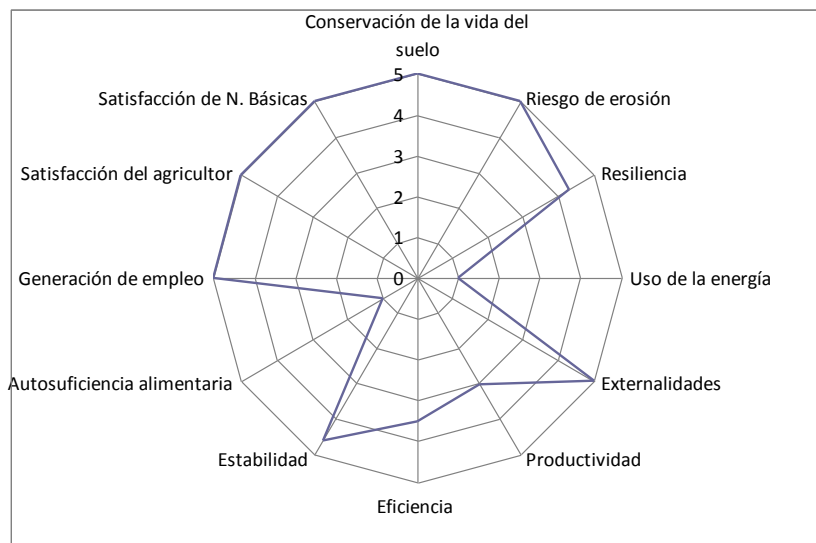 Conservación de la vida del
suelo
Riesgo de erosión
Resiliencia
Uso de la energía
Externalidades
Productividad
Eficiencia
Estabilidad
Autosuficiencia alimentaria
Generación de empleo
Satisfacción del agricultor
Satisfacción de N. Básicas
5
4
3
2
1
0